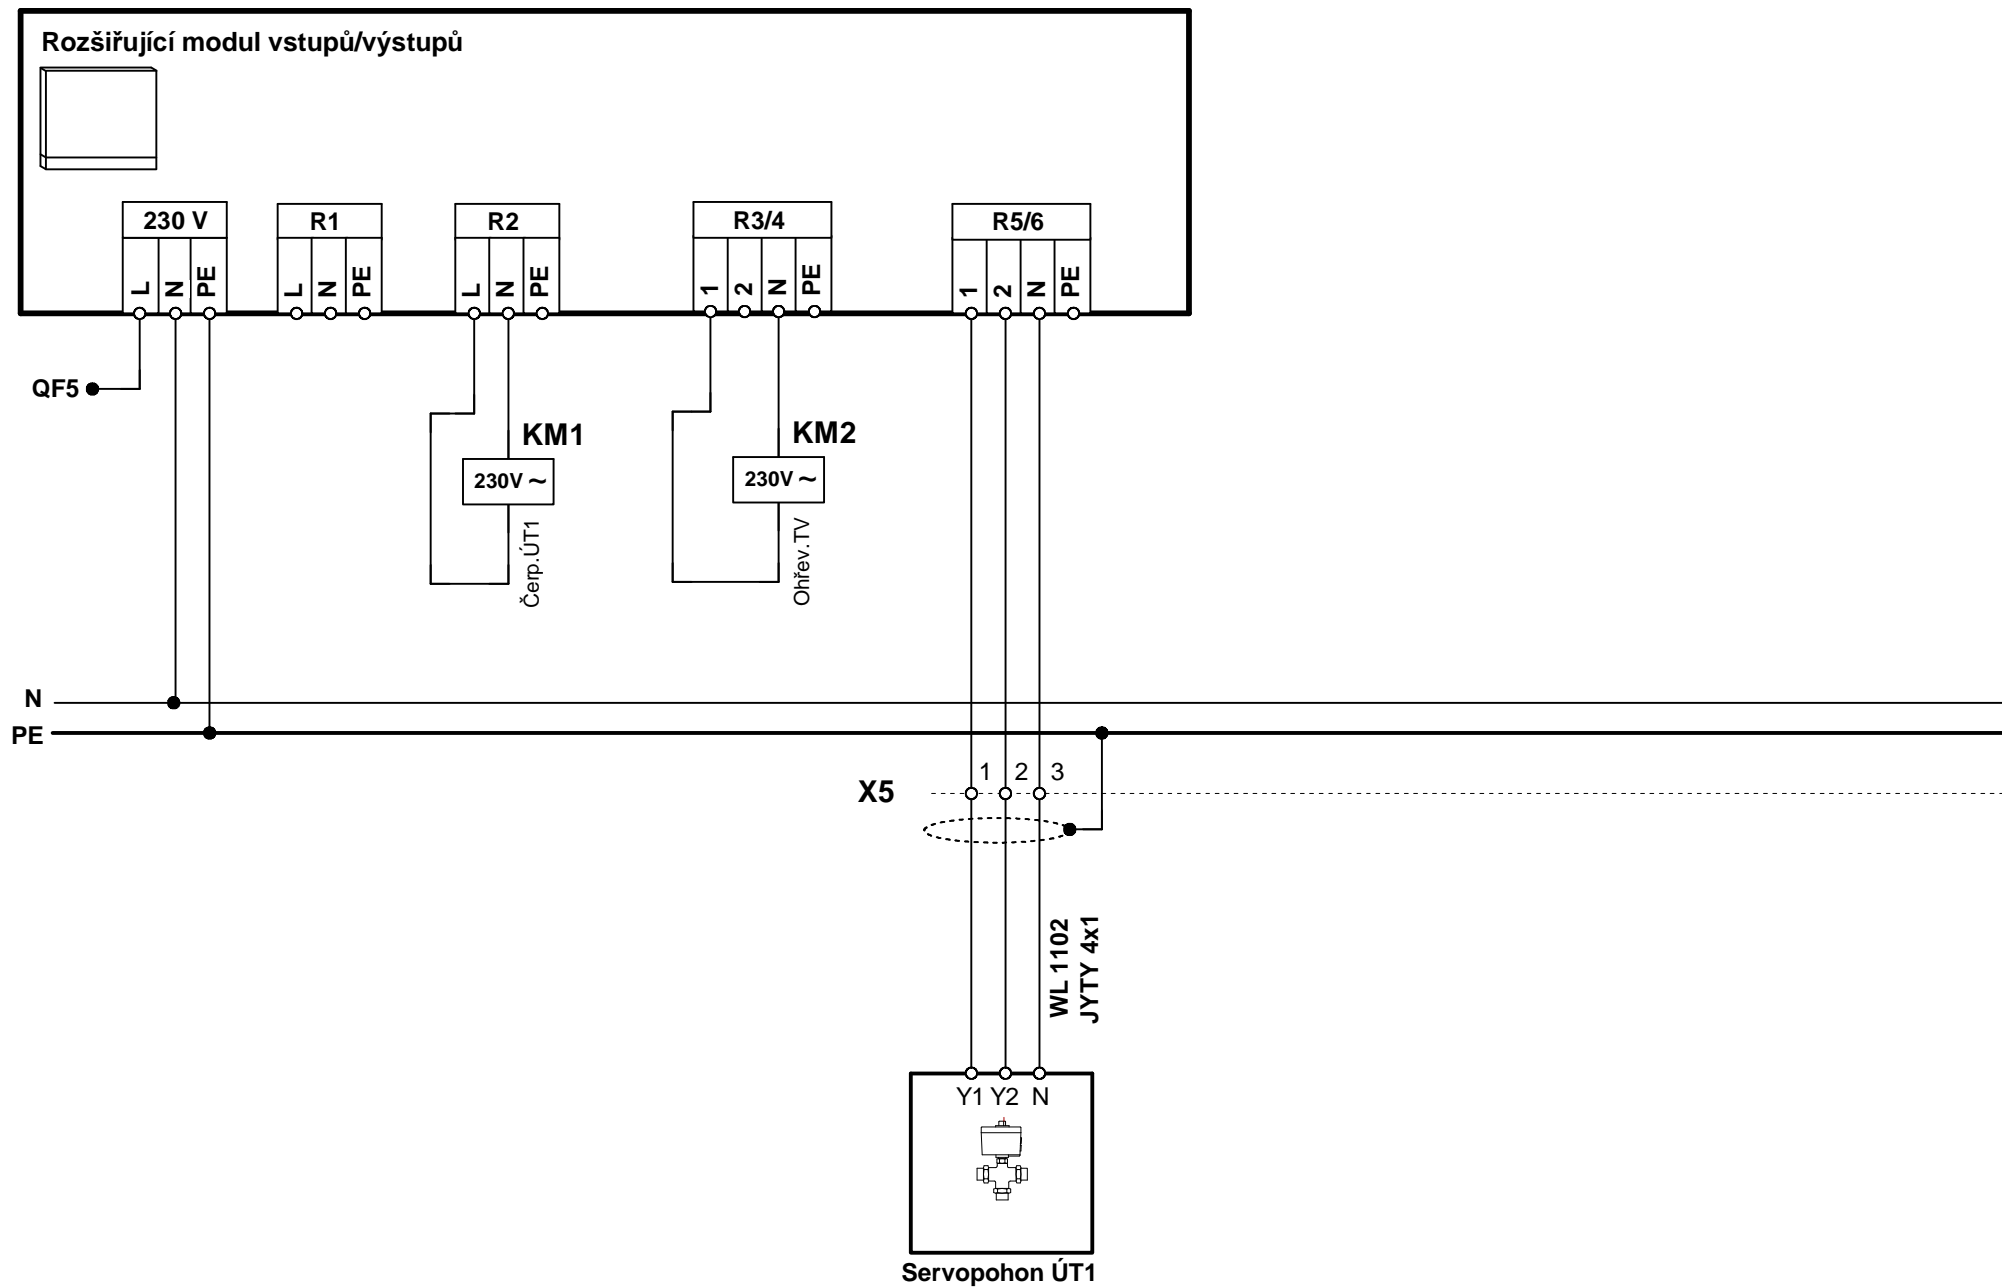 Rozšiřující modul vstupů/výstupů
230 V
R1
R2
R3/4
R5/6
L N PE
L N PE
L N PE
1 2 N PE
1 2 N PE
QF5
KM1
230V ~
Čerp.ÚT1
KM2
230V ~
Ohřev.TV
N
PE
X5
1 2 3
WL 1102
JYTY 4x1
Y1 Y2 N
Servopohon ÚT1